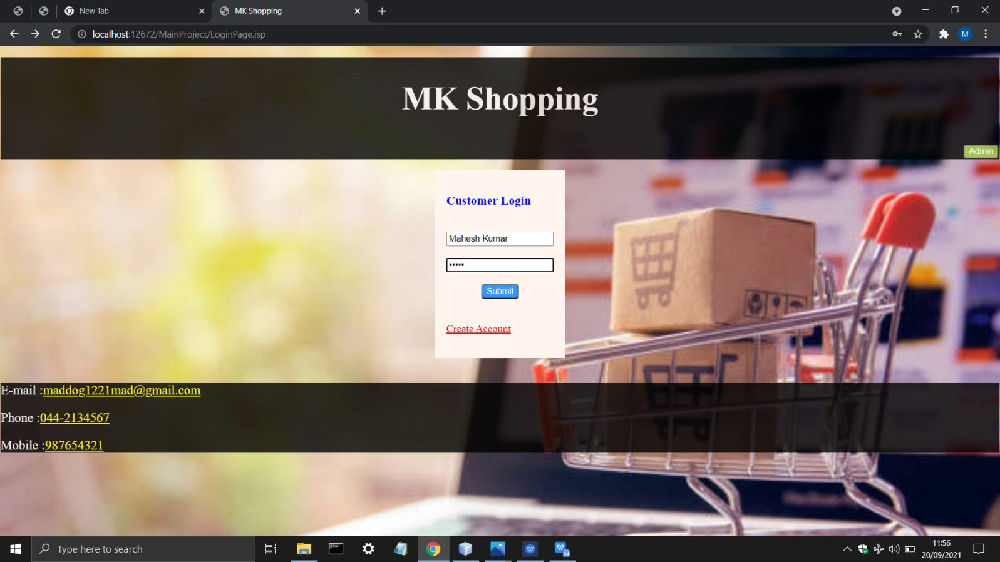 New Tab
MK Shopping
localhost:12672/MainProject/LoginPage.jsp
M
MK Shopping
Admin
Customer Login
Mahesh Kumar
•••••
Submit
Create Account
E-mail :maddog1221mad@gmail.com
Phone :044-2134567
Mobile :987654321
Type here to search
11:56
20/09/2021